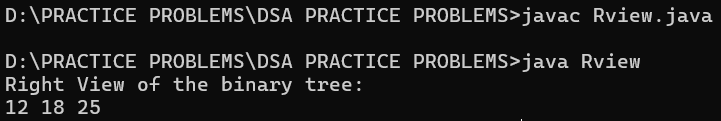 D:\PRACTICE PROBLEMS\DSA PRACTICE PROBLEMS>javac Rview.java
D:\PRACTICE PROBLEMS\DSA PRACTICE PROBLEMS>java Rview
Right View of the binary tree:
12 18 25